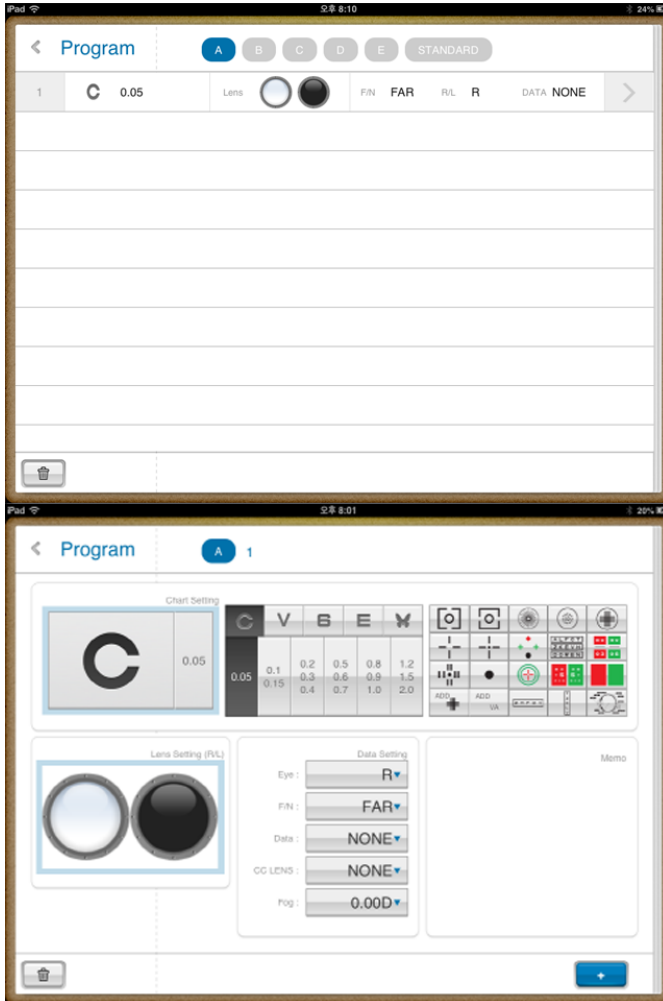 iPad 오후 8:10 24%
Program A B C D E STANDARD
1 C 0.05 Lens F/N FAR R/L R DATA NONE
iPad 오후 8:01 20%
Program A 1
Chart Setting
C V 6 E
0.05
0.05 0.1 0.2 0.5 0.8 1.2
0.15 0.3 0.6 0.9 1.5
0.4 0.7 1.0 2.0
ADD ADD VA
Lens Setting (R/L)
Data Setting
Eye : R
F/N : FAR
Data : NONE
CC LENS : NONE
Fog : 0.00D
Memo
+